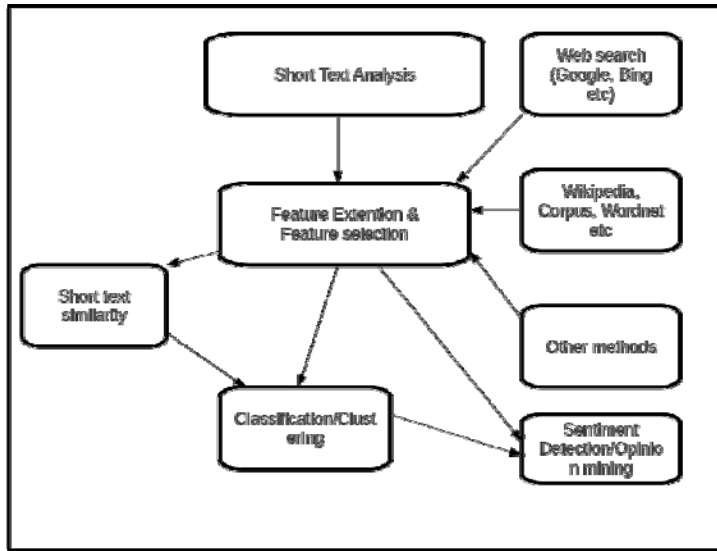 Short Text Analysis
Web search
(Google, Bing
etc)
Feature Extention &
Feature selection
Wikipedia,
Corpus, Wordnet
etc
Short text
similarity
Other methods
Classification/Clust
ering
Sentiment
Detection/Opinio
n mining